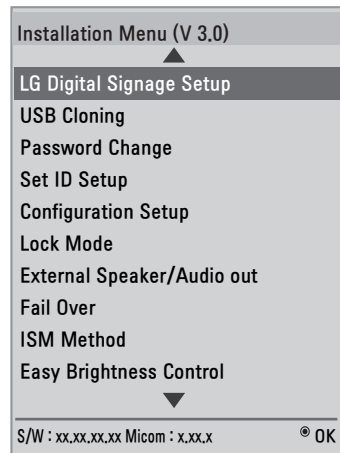 Installation Menu (V 3.0)
LG Digital Signage Setup
USB Cloning
Password Change
Set ID Setup
Configuration Setup
Lock Mode
External Speaker/Audio out
Fail Over
ISM Method
Easy Brightness Control
S/W : xx.xx.xx.xx Micom : x.xx.x ◉ OK